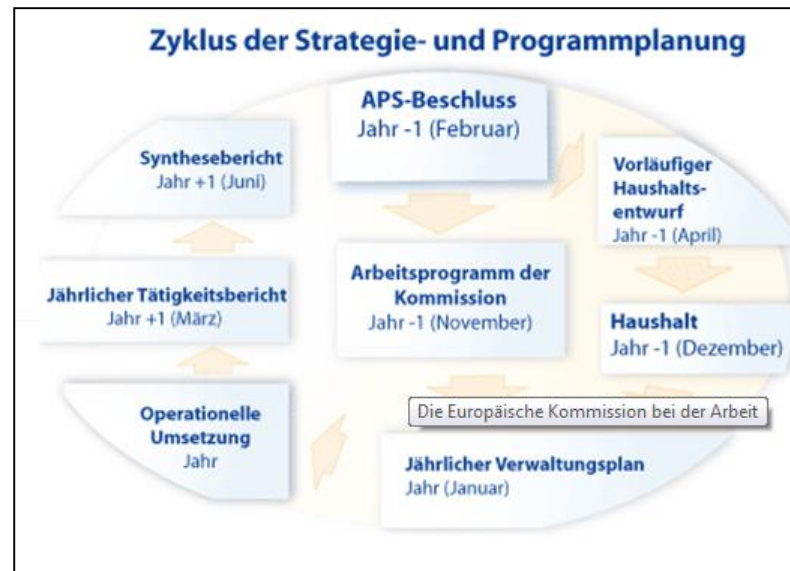 Zyklus der Strategie- und Programmplanung
APS-Beschluss
Jahr -1 (Februar)
Synthesebericht
Jahr +1 (Juni)
Vorläufiger
Haushalts-
entwurf
Jahr -1 (April)
Arbeitsprogramm der
Kommission
Jahr -1 (November)
Jährlicher Tätigkeitsbericht
Jahr +1 (März)
Haushalt
Jahr -1 (Dezember)
Operationelle
Umsetzung
Jahr
Die Europäische Kommission bei der Arbeit
Jährlicher Verwaltungsplan
Jahr (Januar)